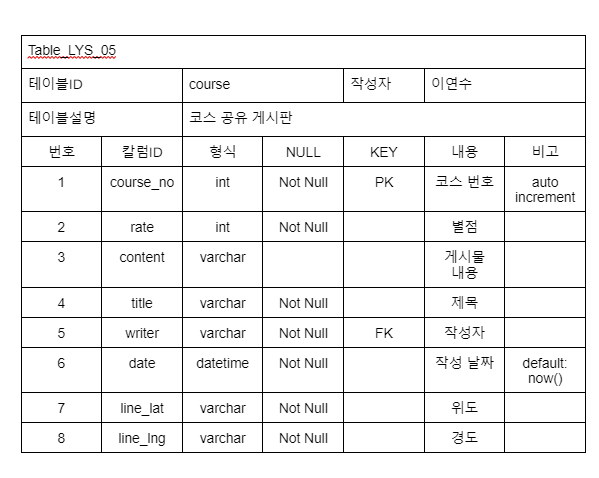 Table_LYS_05
테이블ID course 작성자 이연수
테이블설명 코스 공유 게시판
번호 칼럼ID 형식 NULL KEY 내용 비고
1 course_no int Not Null PK 코스 번호 auto
increment
2 rate int Not Null 별점
3 content varchar 게시물
내용
4 title varchar Not Null 제목
5 writer varchar Not Null FK 작성자
6 date datetime Not Null 작성 날짜 default:
now()
7 line_lat varchar Not Null 위도
8 line_lng varchar Not Null 경도